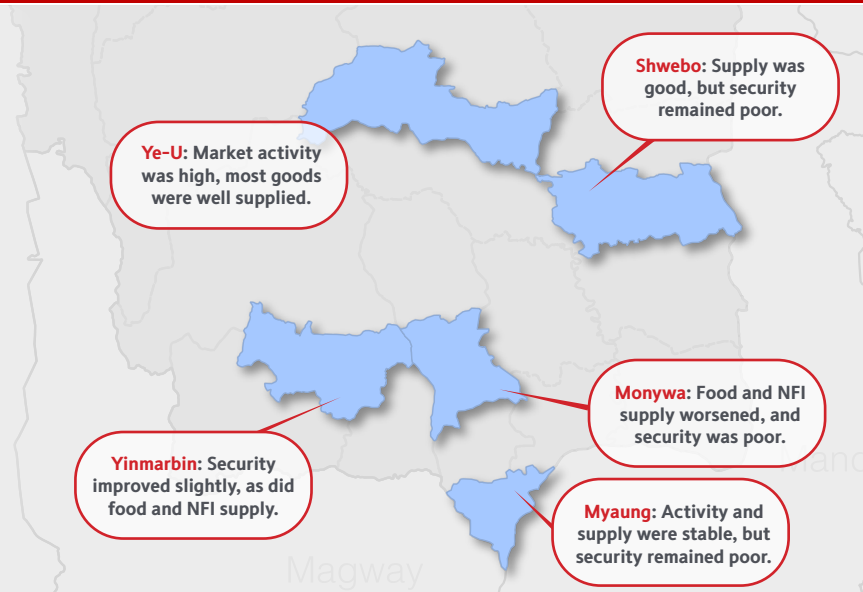 Shwebo: Supply was
good, but security
remained poor.
Ye-U: Market activity
was high, most goods
were well supplied.
Monywa: Food and NFI
supply worsened, and
security was poor.
Yinmarbin: Security
improved slightly, as did
food and NFI supply.
Myaung: Activity and
supply were stable, but
security remained poor.
Magway